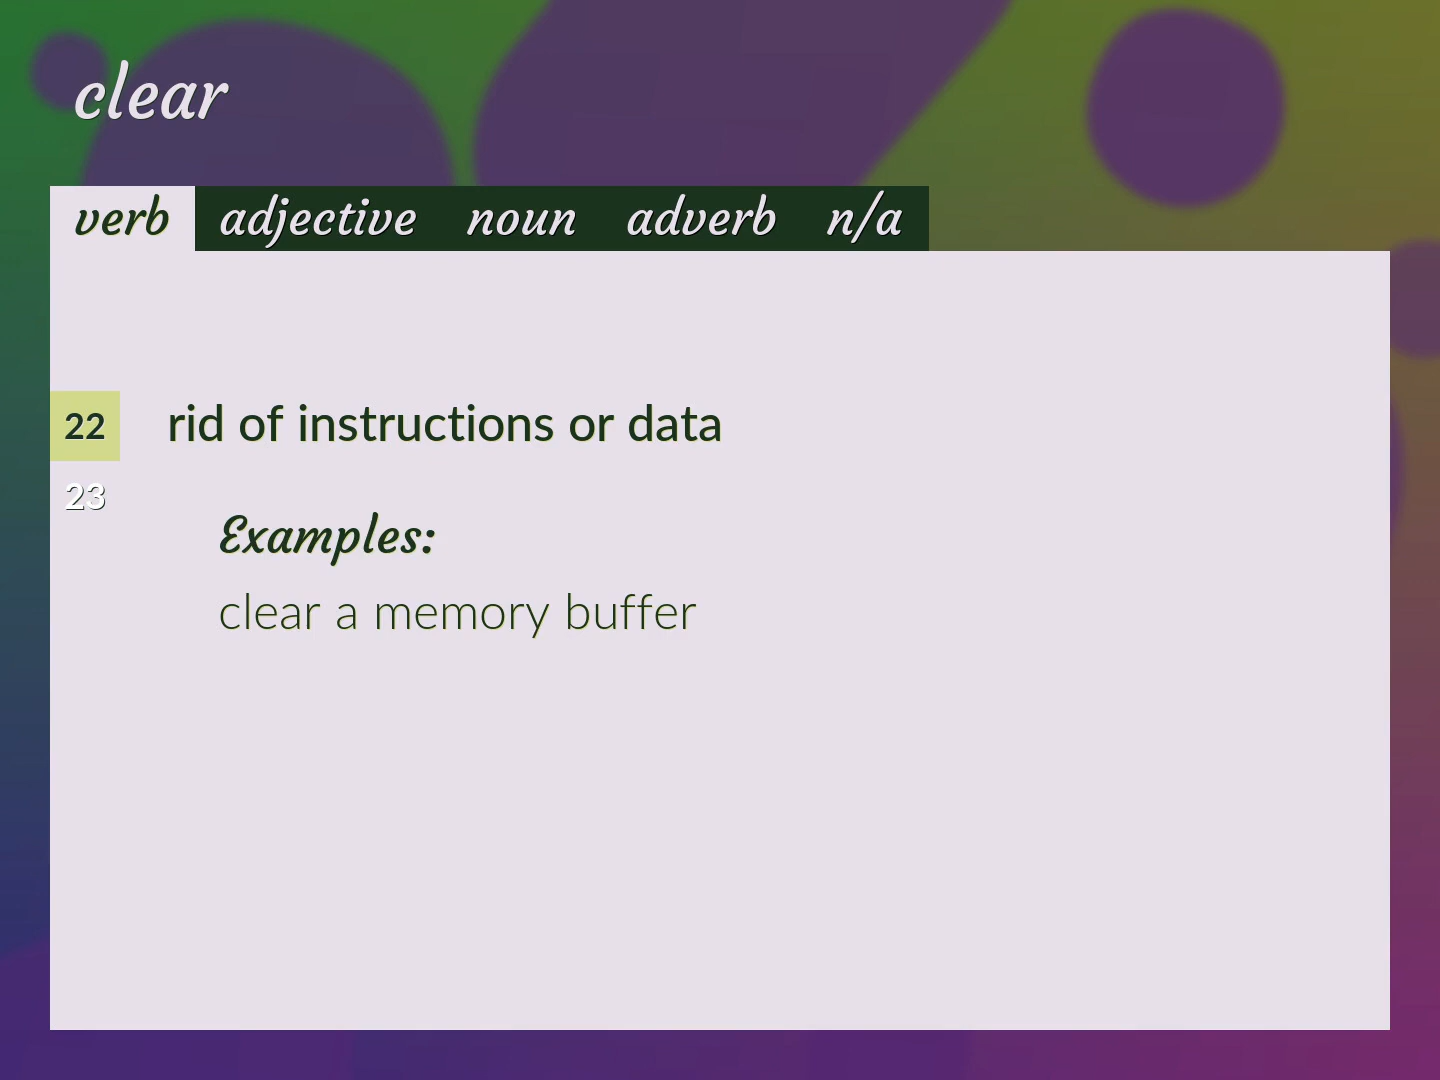 clear
verb adjective noun adverb n/a
22 rid of instructions or data
23
Examples:
clear a memory buffer